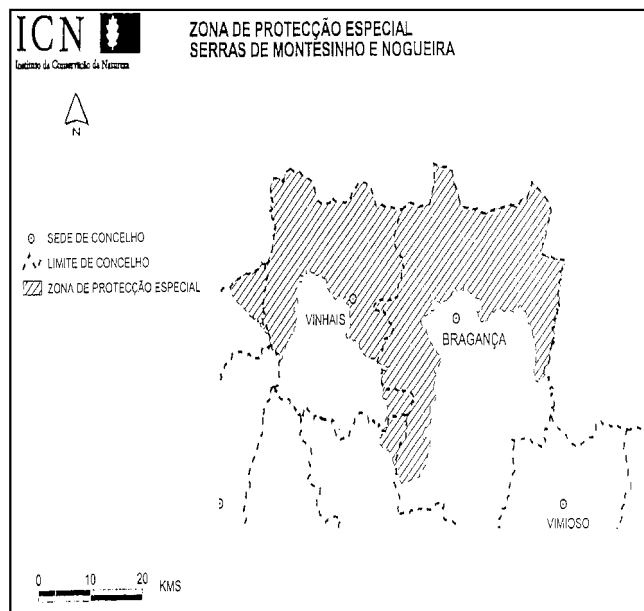 ICN
Instituto da Conservação da Natureza
ZONA DE PROTECÇÃO ESPECIAL
SERRAS DE MONTESINHO E NOGUEIRA
N
SEDE DE CONCELHO
LIMITE DE CONCELHO
ZONA DE PROTECÇÃO ESPECIAL
VINHAIS
BRAGANÇA
VIMIOSO
0 10 20 KMS